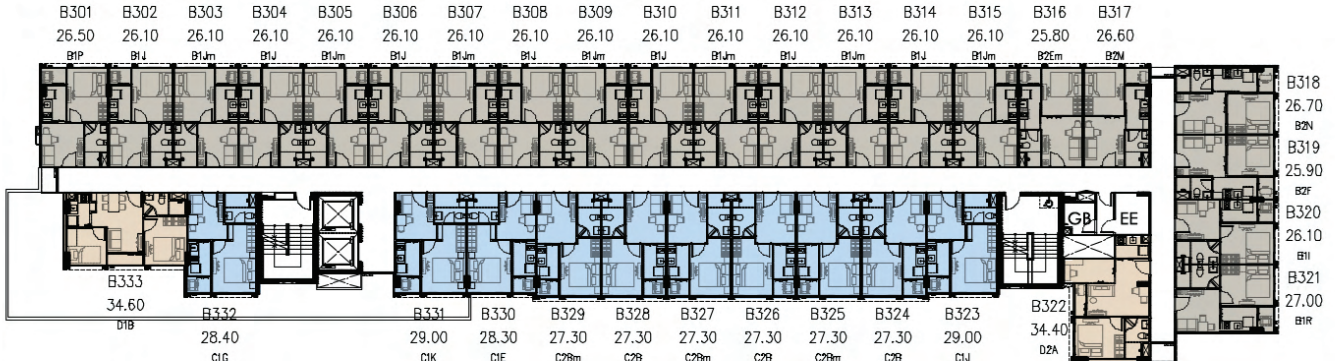 B301 B302 B303 B304 B305 B306 B307 B308 B309 B310 B311 B312 B313 B314 B315 B316 B317
26.50 26.10 26.10 26.10 26.10 26.10 26.10 26.10 26.10 26.10 26.10 26.10 26.10 26.10 26.10 25.80 26.60
B1P B1J B1Jm B1J B1Jm B1J B1Jm B1J B1Jm B1J B1Jm B1J B1Jm B1J B1Jm B2Em B2M
B318
26.70
B2N
B319
25.90
B2F
B320
26.10
B1I
B321
27.00
B1R
GB EE
B333
34.60
D1B
B332
28.40
C1G
B331
29.00
C1K
B330
28.30
C1E
B329
27.30
C2Bm
B328
27.30
C2B
B327
27.30
C2Bm
B326
27.30
C2B
B325
27.30
C2Bm
B324
27.30
C2B
B323
29.00
C1J
B322
34.40
D2A